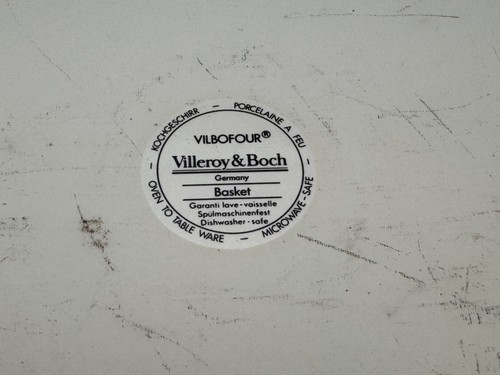 KOCHGESCHIRR – PORCELAINE A FEU –
VILBOFOUR®
Villeroy & Boch
Germany
Basket
Garanti lave-vaisselle
Spülmaschinenfest
Dishwasher-safe
OVEN TO TABLE WARE – MICROWAVE-SAFE –